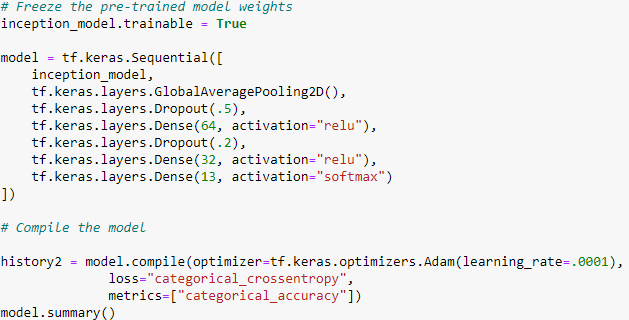 # Freeze the pre-trained model weights
inception_model.trainable = True

model = tf.keras.Sequential([
    inception_model,
    tf.keras.layers.GlobalAveragePooling2D(),
    tf.keras.layers.Dropout(.5),
    tf.keras.layers.Dense(64, activation="relu"),
    tf.keras.layers.Dropout(.2),
    tf.keras.layers.Dense(32, activation="relu"),
    tf.keras.layers.Dense(13, activation="softmax")
])

# Compile the model

history2 = model.compile(optimizer=tf.keras.optimizers.Adam(learning_rate=.0001),
              loss="categorical_crossentropy",
              metrics=["categorical_accuracy"])
model.summary()